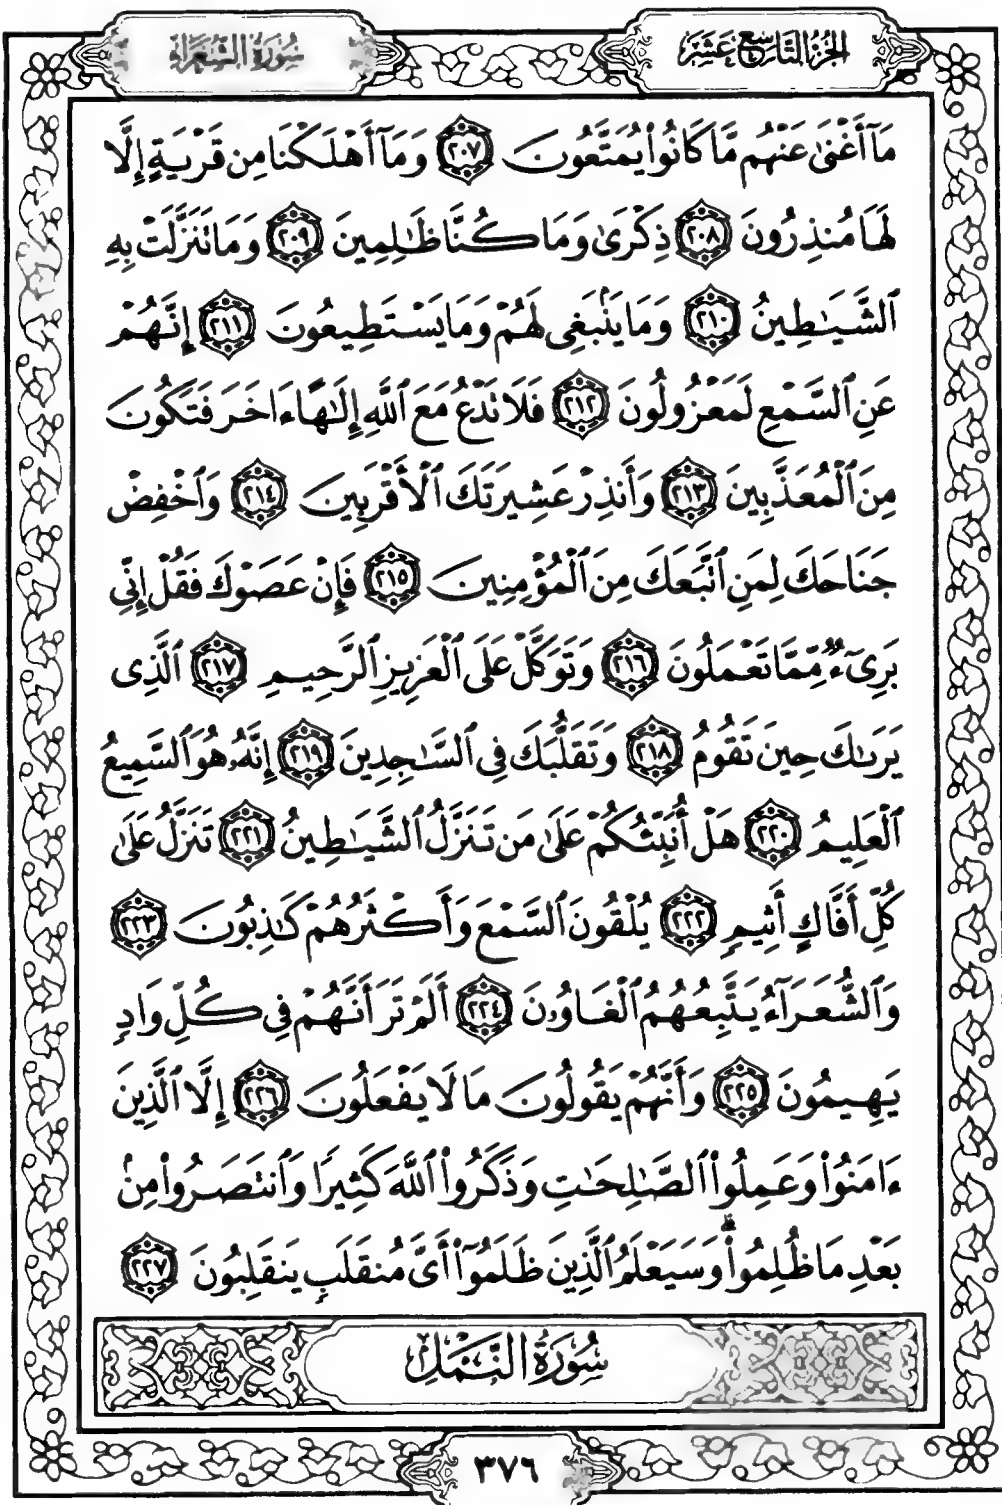 الجزء التاسع عشر
سورة الشعراء
مَآ أَغْنَىٰ عَنْهُم مَّا كَانُوا۟ يُمَتَّعُونَ ٢٠٧ وَمَآ أَهْلَكْنَا مِن قَرْيَةٍ إِلَّا
لَهَا مُنذِرُونَ ٢٠٨ ذِكْرَىٰ وَمَا كُنَّا ظَـٰلِمِينَ ٢٠٩ وَمَا تَنَزَّلَتْ بِهِ
ٱلشَّيَـٰطِينُ ٢١٠ وَمَا يَنۢبَغِى لَهُمْ وَمَا يَسْتَطِيعُونَ ٢١١ إِنَّهُمْ
عَنِ ٱلسَّمْعِ لَمَعْزُولُونَ ٢١٢ فَلَا تَدْعُ مَعَ ٱللَّهِ إِلَـٰهًا ءَاخَرَ فَتَكُونَ
مِنَ ٱلْمُعَذَّبِينَ ٢١٣ وَأَنذِرْ عَشِيرَتَكَ ٱلْأَقْرَبِينَ ٢١٤ وَٱخْفِضْ
جَنَاحَكَ لِمَنِ ٱتَّبَعَكَ مِنَ ٱلْمُؤْمِنِينَ ٢١٥ فَإِنْ عَصَوْكَ فَقُلْ إِنِّى
بَرِىٓءٌ مِّمَّا تَعْمَلُونَ ٢١٦ وَتَوَكَّلْ عَلَى ٱلْعَزِيزِ ٱلرَّحِيمِ ٢١٧ ٱلَّذِى
يَرَىٰكَ حِينَ تَقُومُ ٢١٨ وَتَقَلُّبَكَ فِى ٱلسَّـٰجِدِينَ ٢١٩ إِنَّهُۥ هُوَ ٱلسَّمِيعُ
ٱلْعَلِيمُ ٢٢٠ هَلْ أُنَبِّئُكُمْ عَلَىٰ مَن تَنَزَّلُ ٱلشَّيَـٰطِينُ ٢٢١ تَنَزَّلُ عَلَىٰ
كُلِّ أَفَّاكٍ أَثِيمٍ ٢٢٢ يُلْقُونَ ٱلسَّمْعَ وَأَكْثَرُهُمْ كَـٰذِبُونَ ٢٢٣
وَٱلشُّعَرَآءُ يَتَّبِعُهُمُ ٱلْغَاوُۥنَ ٢٢٤ أَلَمْ تَرَ أَنَّهُمْ فِى كُلِّ وَادٍ
يَهِيمُونَ ٢٢٥ وَأَنَّهُمْ يَقُولُونَ مَا لَا يَفْعَلُونَ ٢٢٦ إِلَّا ٱلَّذِينَ
ءَامَنُوا۟ وَعَمِلُوا۟ ٱلصَّـٰلِحَـٰتِ وَذَكَرُوا۟ ٱللَّهَ كَثِيرًا وَٱنتَصَرُوا۟ مِنۢ
بَعْدِ مَا ظُلِمُوا۟ ۗ وَسَيَعْلَمُ ٱلَّذِينَ ظَلَمُوٓا۟ أَىَّ مُنقَلَبٍ يَنقَلِبُونَ ٢٢٧
سُورَةُ النَّمْلِ
٣٧٦